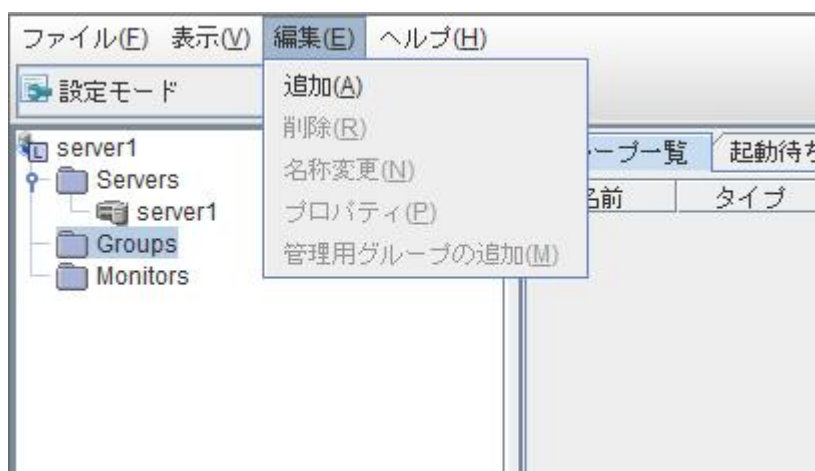 ファイル(F) 表示(V) 編集(E) ヘルプ(H)
設定モード
追加(A)
削除(R)
名称変更(N)
プロパティ(P)
管理用グループの追加(M)
server1
Servers
server1
Groups
Monitors
ループ一覧 起動待ち
名前 タイプ